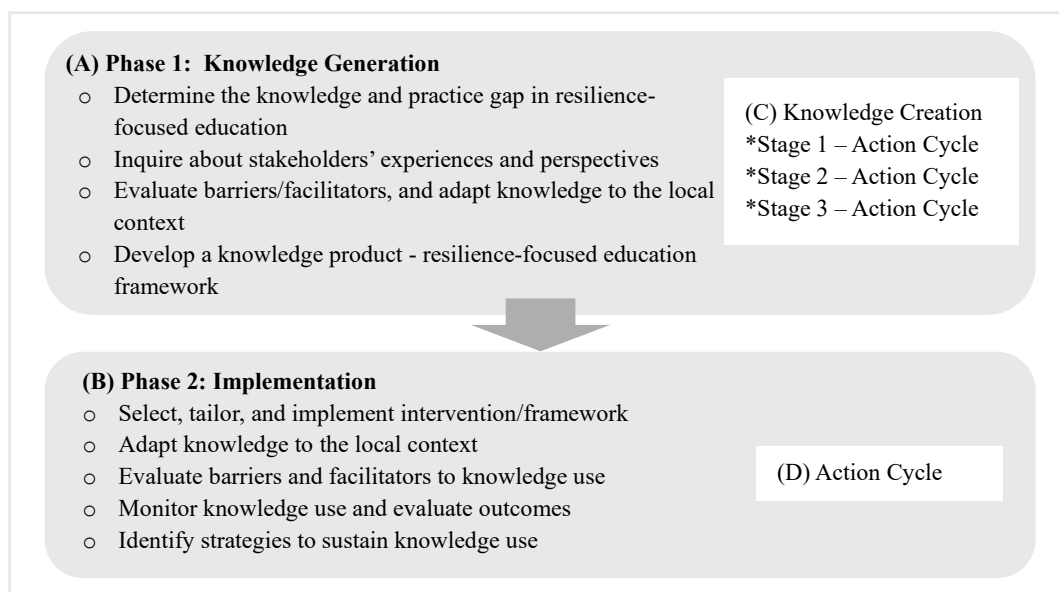 (A) Phase 1:  Knowledge Generation
o Determine the knowledge and practice gap in resilience-
focused education
o Inquire about stakeholders’ experiences and perspectives
o Evaluate barriers/facilitators, and adapt knowledge to the local
context
o Develop a knowledge product - resilience-focused education
framework
(C) Knowledge Creation
*Stage 1 – Action Cycle
*Stage 2 – Action Cycle
*Stage 3 – Action Cycle
(B) Phase 2: Implementation
o Select, tailor, and implement intervention/framework
o Adapt knowledge to the local context
o Evaluate barriers and facilitators to knowledge use
o Monitor knowledge use and evaluate outcomes
o Identify strategies to sustain knowledge use
(D) Action Cycle